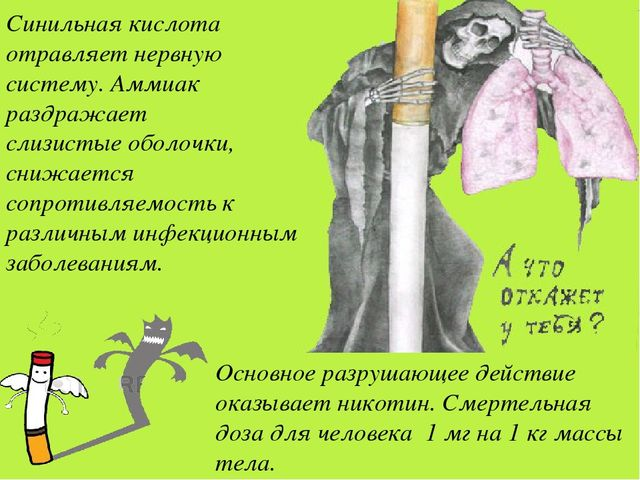 Синильная кислота
отравляет нервную
систему. Аммиак
раздражает
слизистые оболочки,
снижается
сопротивляемость к
различным инфекционным
заболеваниям.
А ЧТО
ОТКАЖЕТ
У ТЕБЯ?
Основное разрушающее действие
оказывает никотин. Смертельная
доза для человека 1 мг на 1 кг массы
тела.